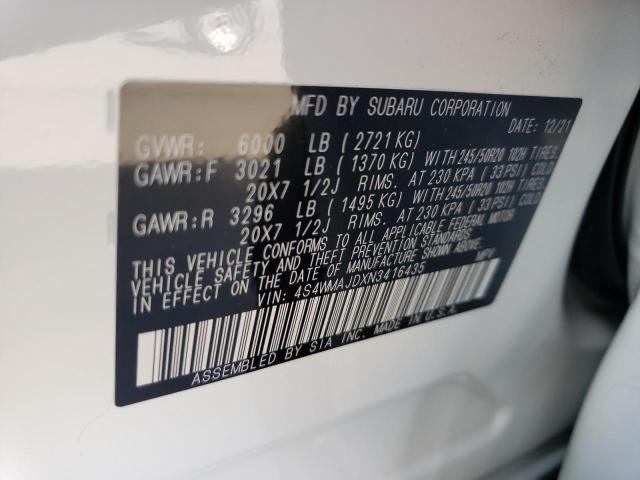 MFD BY SUBARU CORPORATION
DATE: 12/21
GVWR: 6000 LB (2721 KG)
GAWR:F 3021 LB (1370 KG) WITH 245/50R20 102H TIRES.
20X7 1/2J RIMS. AT 230 KPA (33 PSI) COLD
GAWR:R 3296 LB (1495 KG) WITH 245/50R20 102H TIRES.
20X7 1/2J RIMS. AT 230 KPA (33 PSI) COLD
THIS VEHICLE CONFORMS TO ALL APPLICABLE FEDERAL MOTOR
VEHICLE SAFETY AND THEFT PREVENTION STANDARDS IN
EFFECT ON THE DATE OF MANUFACTURE SHOWN ABOVE.
VIN: 4S4WMAJDXN3416435 MPV
ASSEMBLED BY SIA INC. MADE IN U.S.A.